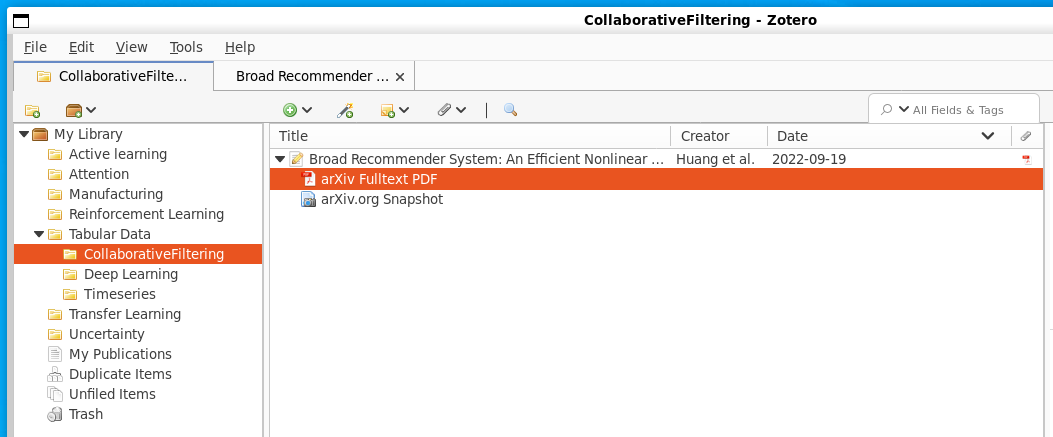 CollaborativeFiltering - Zotero
File Edit View Tools Help
CollaborativeFilte... Broad Recommender ...
All Fields & Tags
My Library
Active learning
Attention
Manufacturing
Reinforcement Learning
Tabular Data
CollaborativeFiltering
Deep Learning
Timeseries
Transfer Learning
Uncertainty
My Publications
Duplicate Items
Unfiled Items
Trash
Title Creator Date
Broad Recommender System: An Efficient Nonlinear ... Huang et al. 2022-09-19
arXiv Fulltext PDF
arXiv.org Snapshot